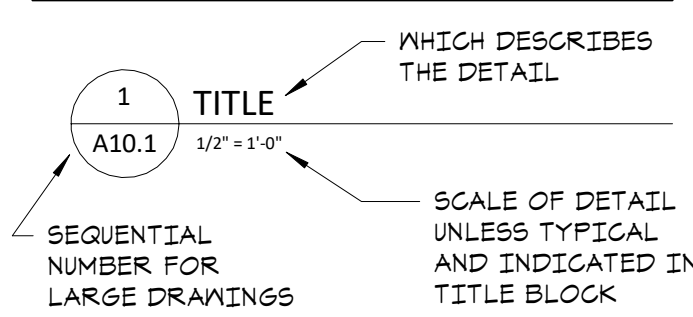 WHICH DESCRIBES
THE DETAIL
1
TITLE
A10.1
1/2" = 1'-0"
SCALE OF DETAIL
UNLESS TYPICAL
AND INDICATED IN
TITLE BLOCK
SEQUENTIAL
NUMBER FOR
LARGE DRAWINGS